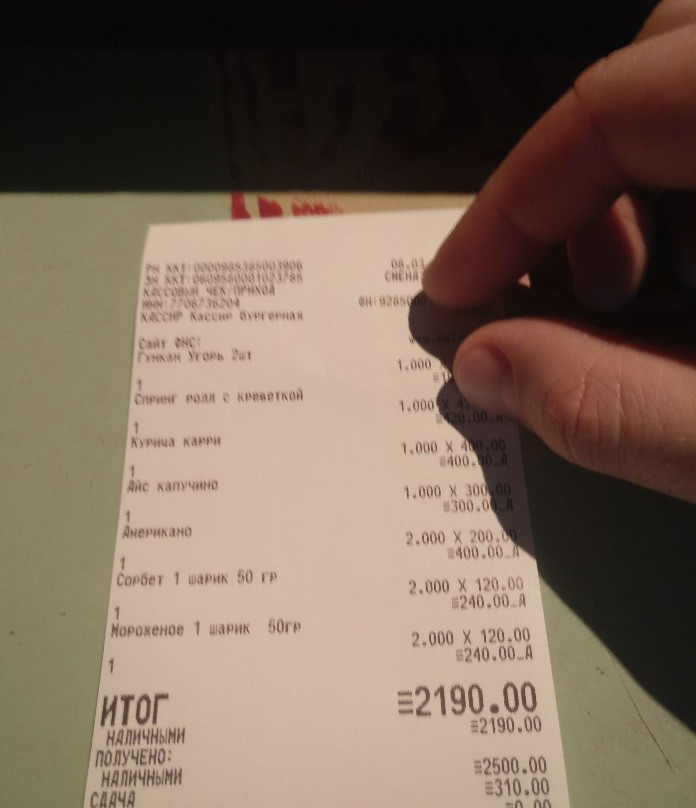 РН ККТ:0000985385003906 08.03
ЗН ККТ:0609580001023785 СМЕНА
КАССОВЫЙ ЧЕК/ПРИХОД
ИНН:7706736204
КАССИР Кассир бургерная
Сайт ФНС:
Гункан Угорь 2шт 1.000
1
Спринг ролл с креветкой 1.000 X
≡420.00_А
1
Курица карри 1.000 X 400.00
≡400.00_А
1
Айс капучино 1.000 X 300.00
≡300.00_А
1
Американо 2.000 X 200.00
≡400.00_А
1
Сорбет 1 шарик 50 гр 2.000 X 120.00
≡240.00_А
1
Мороженое 1 шарик 50гр 2.000 X 120.00
≡240.00_А
1
ИТОГ ≡2190.00
НАЛИЧНЫМИ ≡2190.00
ПОЛУЧЕНО:
НАЛИЧНЫМИ ≡2500.00
СДАЧА ≡310.00